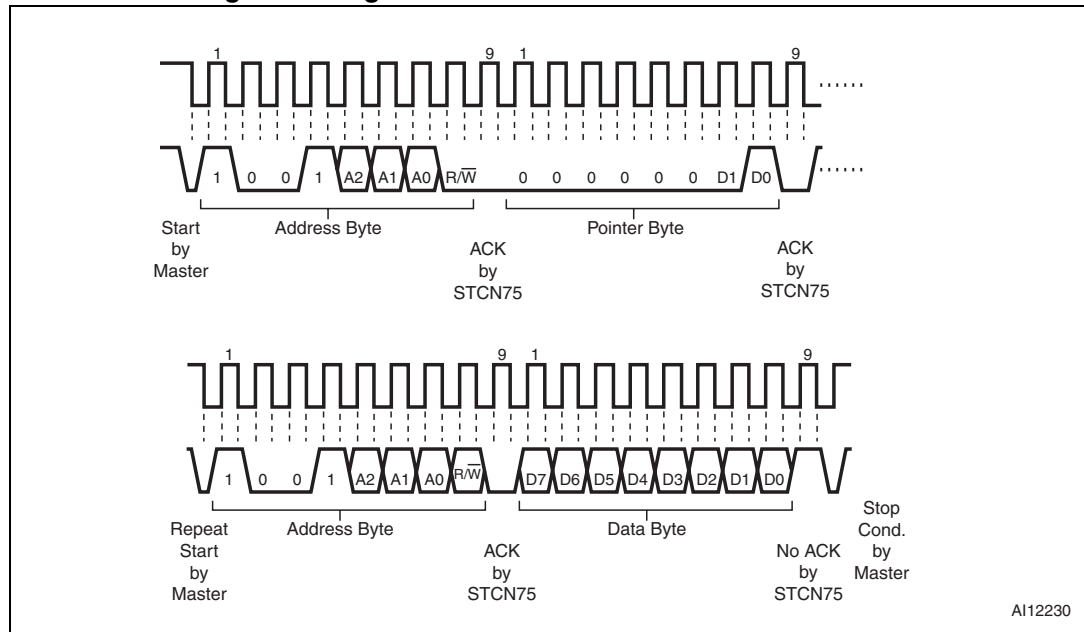 1 9 1 9
......
1 0 0 1 A2 A1 A0 R/W̅ 0 0 0 0 0 0 D1 D0 ......
Start
by
Master
Address Byte
ACK
by
STCN75
Pointer Byte
ACK
by
STCN75
1 9 1 9
1 0 0 1 A2 A1 A0 R/W̅ D7 D6 D5 D4 D3 D2 D1 D0
Repeat
Start
by
Master
Address Byte
ACK
by
STCN75
Data Byte
No ACK
by
STCN75
Stop
Cond.
by
Master
AI12230